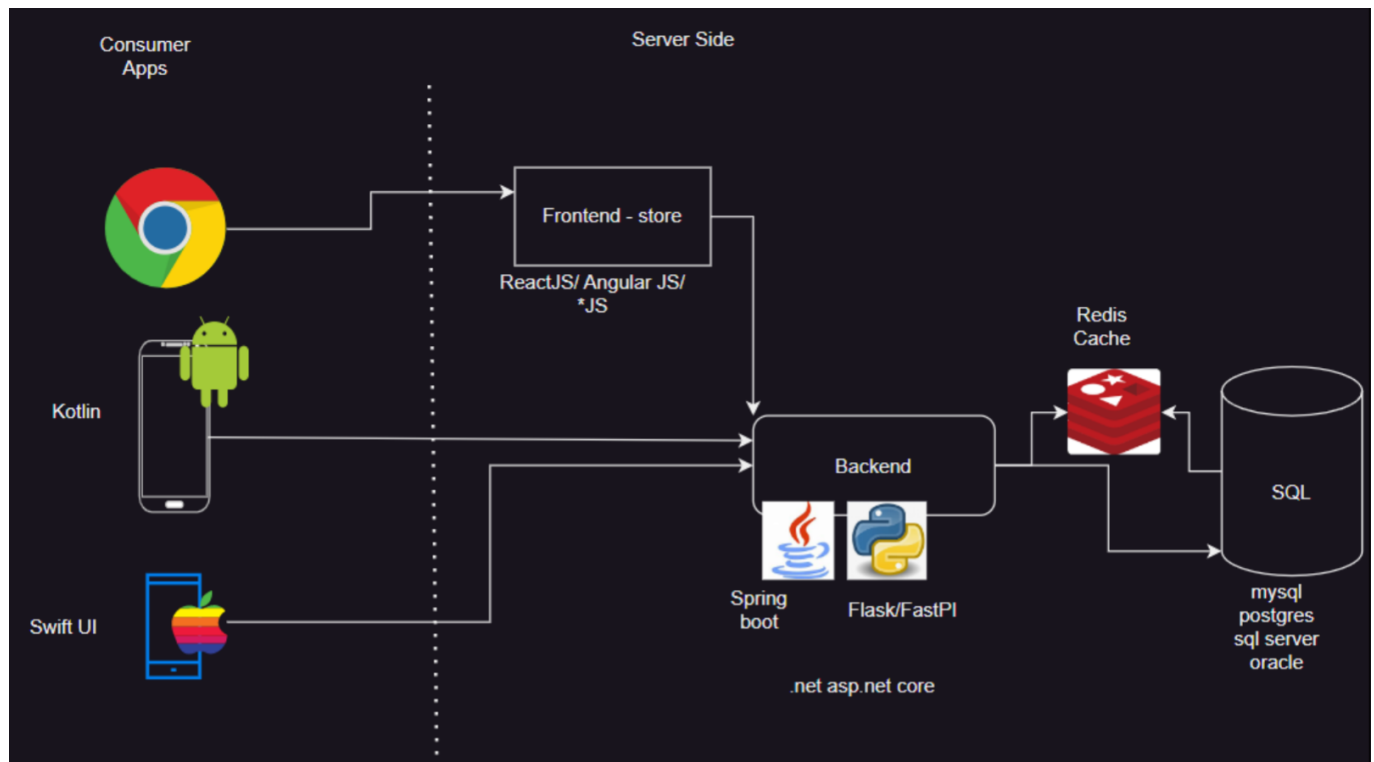 Consumer
Apps
Server Side
Frontend - store
ReactJS/ Angular JS/
*JS
Redis
Cache
Kotlin
Backend
SQL
Spring
boot
Flask/FastPI
mysql
postgres
sql server
oracle
Swift UI
.net asp.net core